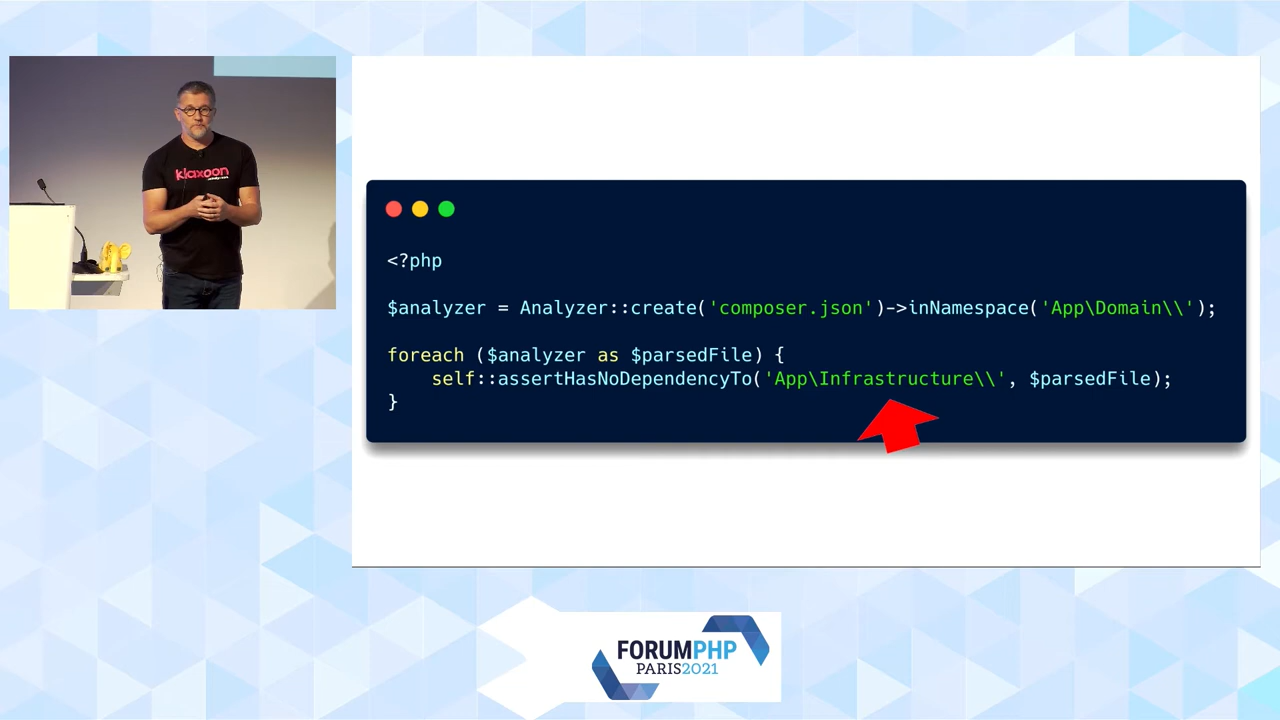 klaxoon
<?php
$analyzer = Analyzer::create('composer.json')->inNamespace('App\Domain\\');
foreach ($analyzer as $parsedFile) {
    self::assertHasNoDependencyTo('App\Infrastructure\\', $parsedFile);
}
FORUMPHP
PARIS2021